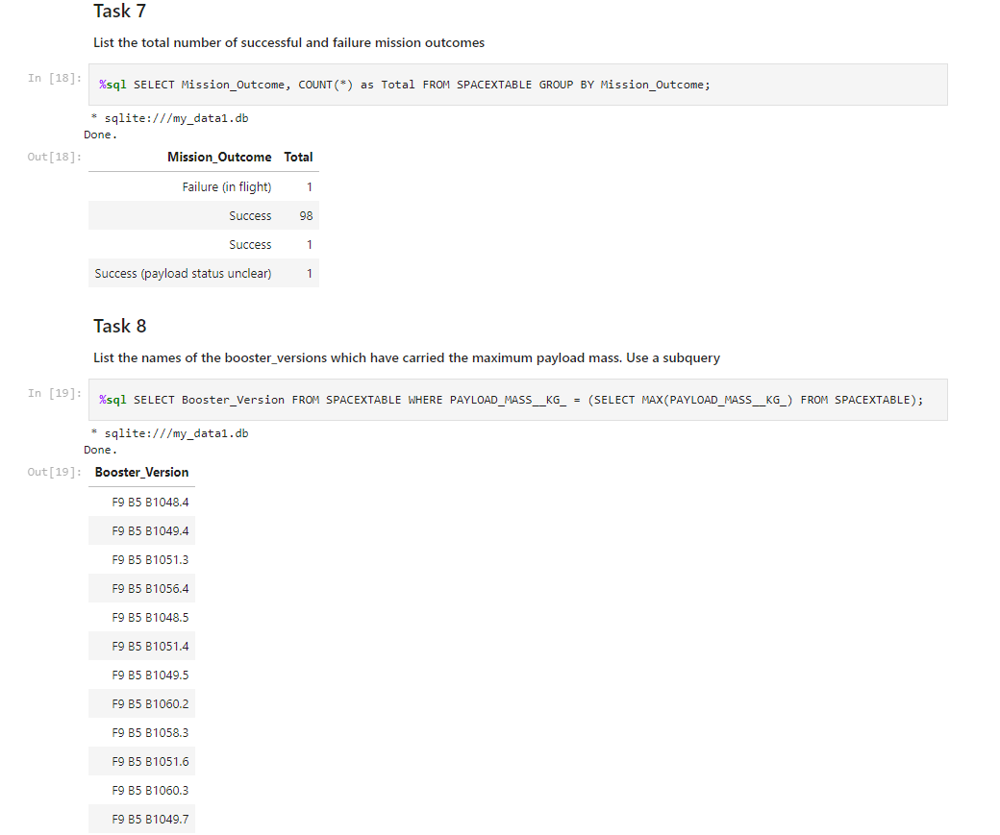 Task 7
List the total number of successful and failure mission outcomes
In [18]: %sql SELECT Mission_Outcome, COUNT(*) as Total FROM SPACEXTABLE GROUP BY Mission_Outcome;
* sqlite:///my_data1.db
Done.
Out[18]: Mission_Outcome Total
Failure (in flight) 1
Success 98
Success 1
Success (payload status unclear) 1
Task 8
List the names of the booster_versions which have carried the maximum payload mass. Use a subquery
In [19]: %sql SELECT Booster_Version FROM SPACEXTABLE WHERE PAYLOAD_MASS__KG_ = (SELECT MAX(PAYLOAD_MASS__KG_) FROM SPACEXTABLE);
* sqlite:///my_data1.db
Done.
Out[19]: Booster_Version
F9 B5 B1048.4
F9 B5 B1049.4
F9 B5 B1051.3
F9 B5 B1056.4
F9 B5 B1048.5
F9 B5 B1051.4
F9 B5 B1049.5
F9 B5 B1060.2
F9 B5 B1058.3
F9 B5 B1051.6
F9 B5 B1060.3
F9 B5 B1049.7